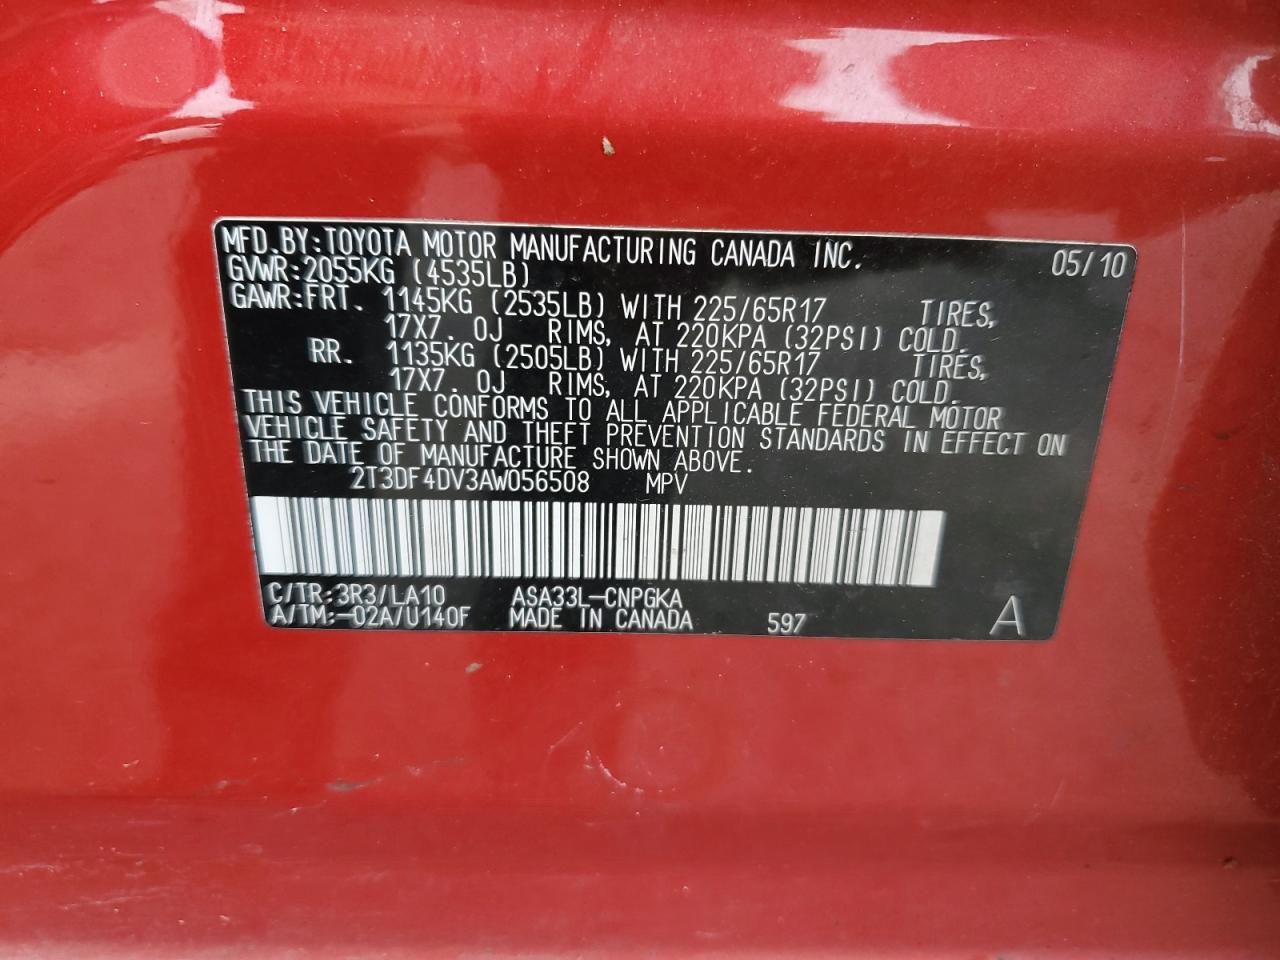 MFD.BY:TOYOTA MOTOR MANUFACTURING CANADA INC. 05/10
GVWR:2055KG (4535LB)
GAWR:FRT. 1145KG (2535LB) WITH 225/65R17 TIRES,
17X7.0J RIMS, AT 220KPA (32PSI) COLD.
RR. 1135KG (2505LB) WITH 225/65R17 TIRES,
17X7.0J RIMS, AT 220KPA (32PSI) COLD.
THIS VEHICLE CONFORMS TO ALL APPLICABLE FEDERAL MOTOR
VEHICLE SAFETY AND THEFT PREVENTION STANDARDS IN EFFECT ON
THE DATE OF MANUFACTURE SHOWN ABOVE.
2T3DF4DV3AW056508 MPV
C/TR:3R3/LA10 ASA33L-CNPGKA
A/TM:-02A/U140F MADE IN CANADA 597 A